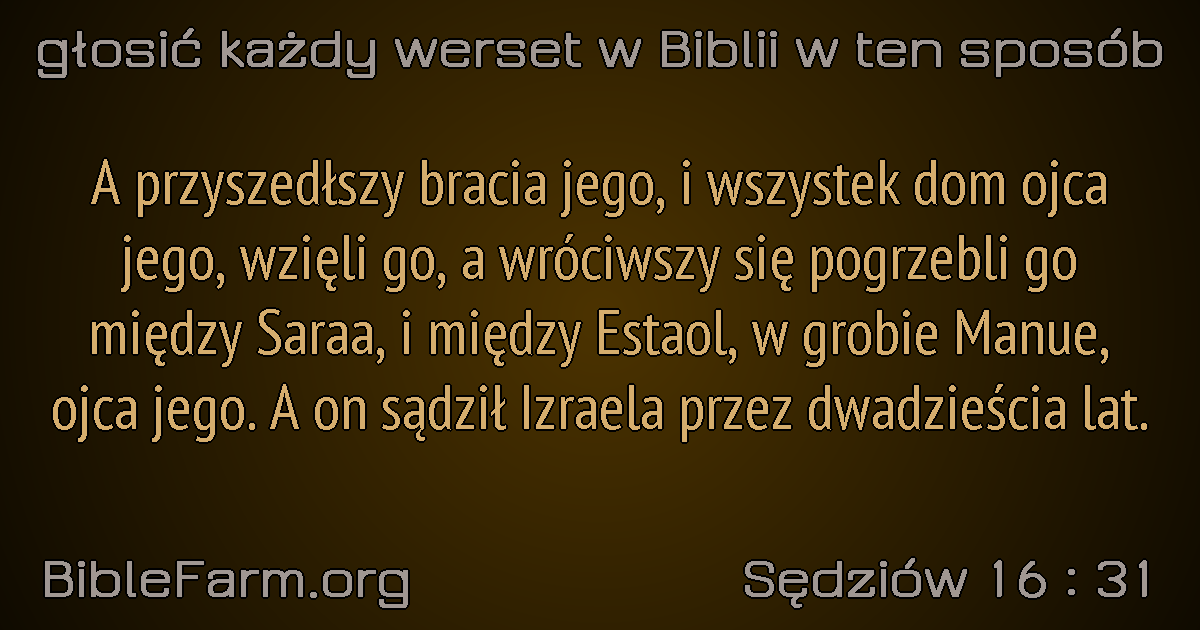 głosić każdy werset w Biblii w ten sposób
A przyszedłszy bracia jego, i wszystek dom ojca
jego, wzięli go, a wróciwszy się pogrzebli go
między Saraa, i między Estaol, w grobie Manue,
ojca jego. A on sądził Izraela przez dwadzieścia lat.
BibleFarm.org
Sędziów 16 : 31